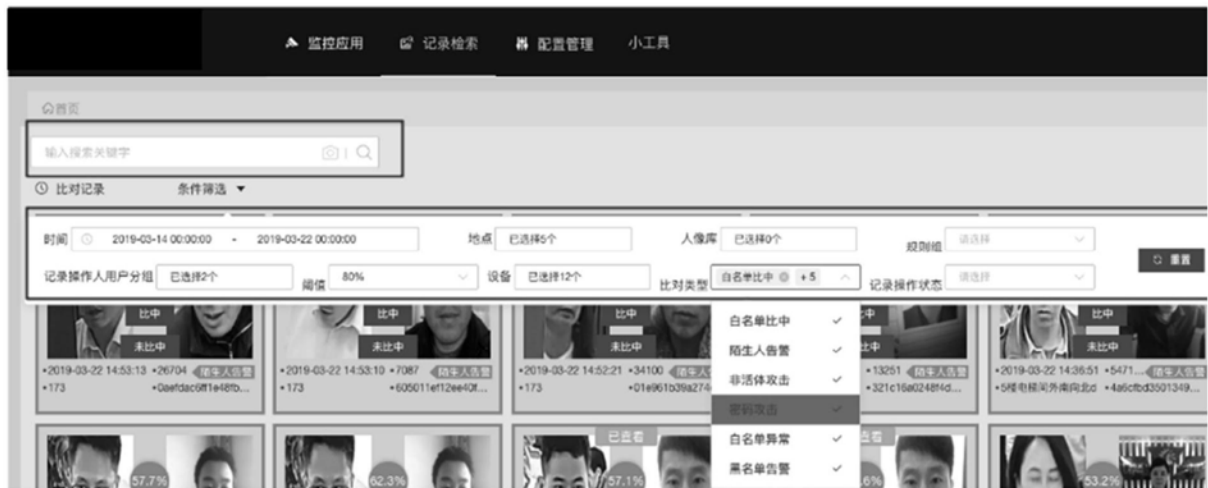 监控应用 记录检索 配置管理 小工具
首页
输入搜索关键字
比对记录 条件筛选
时间 2019-03-14 00:00:00 - 2019-03-22 00:00:00 地点 已选择5个 人像库 已选择0个 规则组 请选择 重置
记录操作人用户分组 已选择2个 阈值 80% 设备 已选择12个 比对类型 白名单比中 +5 记录操作状态 请选择
比中 比中 比中 比中 比中
未比中 未比中 未比中 未比中
白名单比中
陌生人告警
非活体攻击
密码攻击
白名单异常
黑名单告警
•2019-03-22 14:53:13 •26704 陌生人告警
•173
•2019-03-22 14:53:10 •7087 陌生人告警
•173 •605011ef12ee40f...
•2019-03-22 14:52:21 •34100 陌生人告警
•173 •01e961b39a274
•13251 陌生人告警
•321c16a0248f4d...
•2019-03-22 14:36:51 •5471... 陌生人告警
•5楼电梯间外南向北d •4a6cfbd3501349...
已查看
57.7% 62.3% 57.1% 53.2%